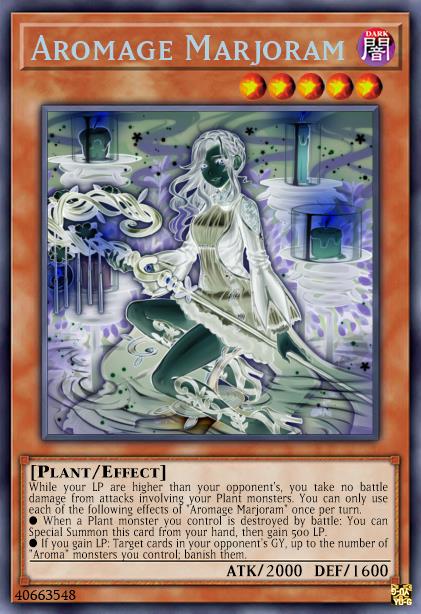 Aromage Marjoram
DARK
闇
[Plant/Effect]
While your LP are higher than your opponent's, you take no battle
damage from attacks involving your Plant monsters. You can only use
each of the following effects of "Aromage Marjoram" once per turn.
● When a Plant monster you control is destroyed by battle: You can
Special Summon this card from your hand, then gain 500 LP.
● If you gain LP: Target cards in your opponent's GY, up to the number of
"Aroma" monsters you control; banish them.
ATK/2000 DEF/1600
40663548